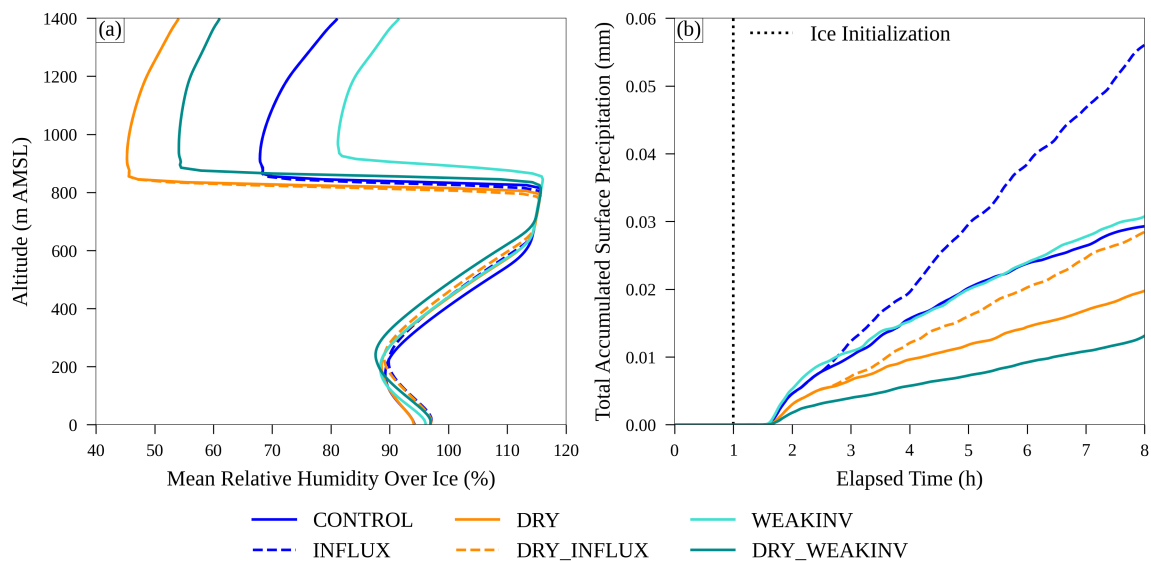 (a)
1400
1200
1000
800
600
400
200
0
Altitude (m AMSL)
40 50 60 70 80 90 100 110 120
Mean Relative Humidity Over Ice (%)
(b)
Ice Initialization
0.06
0.05
0.04
0.03
0.02
0.01
0.00
Total Accumulated Surface Precipitation (mm)
0 1 2 3 4 5 6 7 8
Elapsed Time (h)
CONTROL DRY WEAKINV
INFLUX DRY_INFLUX DRY_WEAKINV